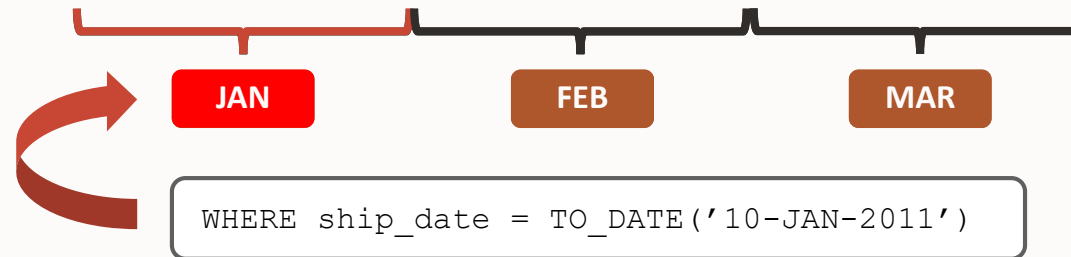 JAN FEB MAR
WHERE ship_date = TO_DATE('10-JAN-2011')